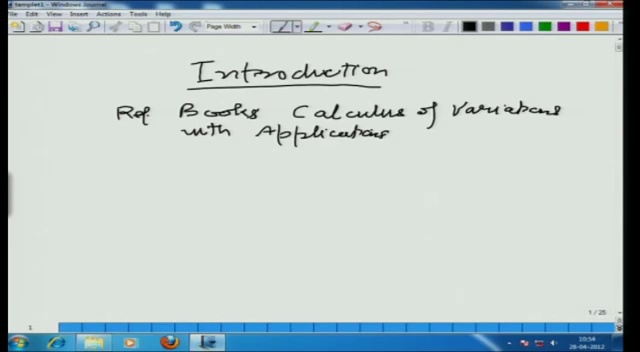 templet1 - Windows Journal
File Edit View Insert Actions Tools Help
Page Width
Introduction
Ref. Books Calculus of Variations
with Applications
1 / 25
1
10:54
28-04-2012